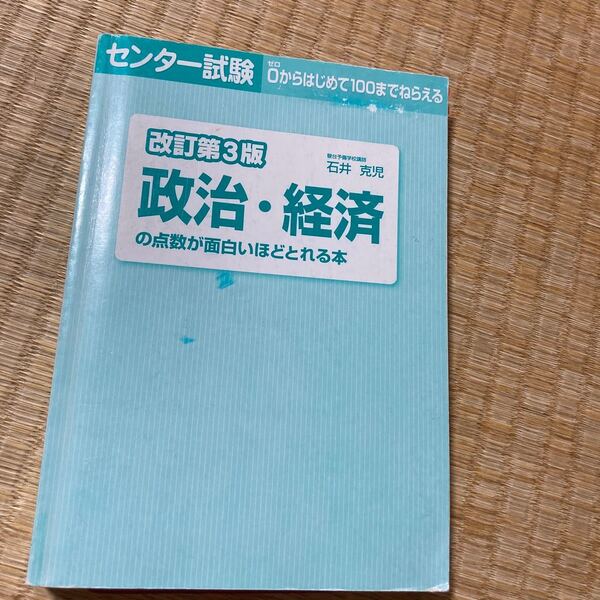 センター試験
ゼロ
0からはじめて100までねらえる
改訂第3版
駿台予備学校講師
石井 克児
政治・経済
の点数が面白いほどとれる本